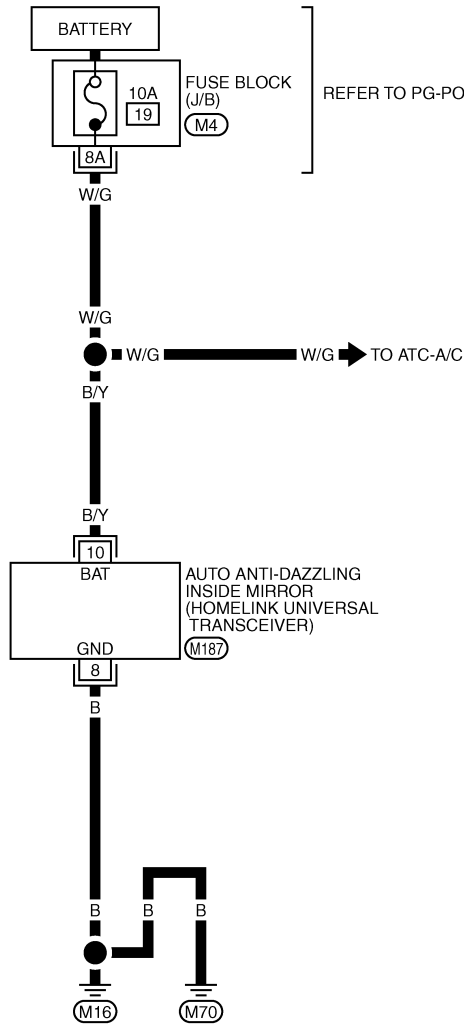 BATTERY
10A
19
FUSE BLOCK
(J/B)
M4
REFER TO PG-PO
8A
W/G
W/G
W/G
W/G
TO ATC-A/C
B/Y
B/Y
10
BAT
AUTO ANTI-DAZZLING
INSIDE MIRROR
(HOMELINK UNIVERSAL
TRANSCEIVER)
M187
GND
8
B
B
B
B
M16
M70